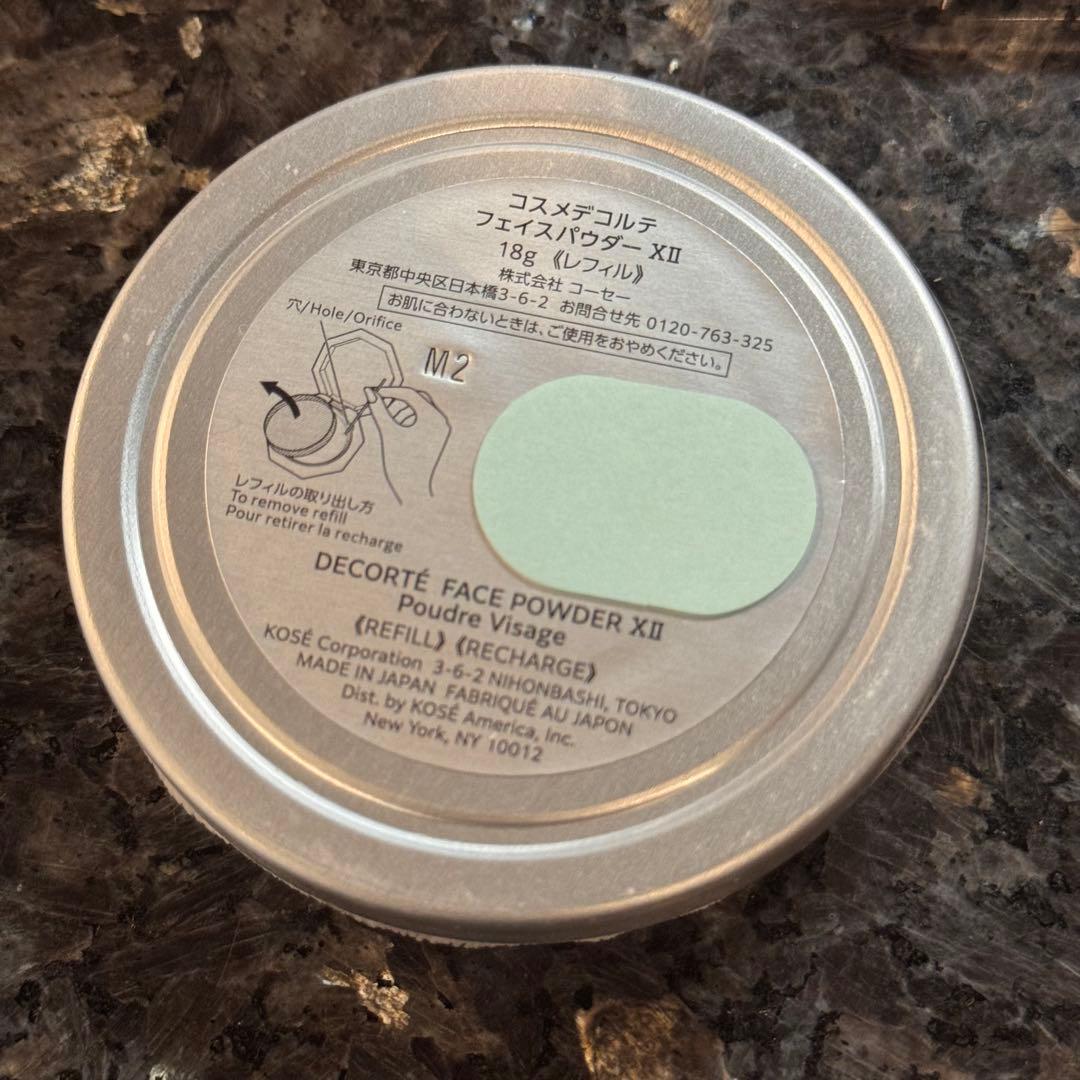 コスメデコルテ
フェイスパウダー XII
18g 《レフィル》
株式会社 コーセー
東京都中央区日本橋3-6-2 お問合せ先 0120-763-325
お肌に合わないときは、ご使用をおやめください。
穴/Hole/Orifice
M2
レフィルの取り出し方
To remove refill
Pour retirer la recharge
DECORTÉ FACE POWDER XII
Poudre Visage
《REFILL》《RECHARGE》
KOSÉ Corporation 3-6-2 NIHONBASHI, TOKYO
MADE IN JAPAN FABRIQUÉ AU JAPON
Dist. by KOSÉ America, Inc.
New York, NY 10012